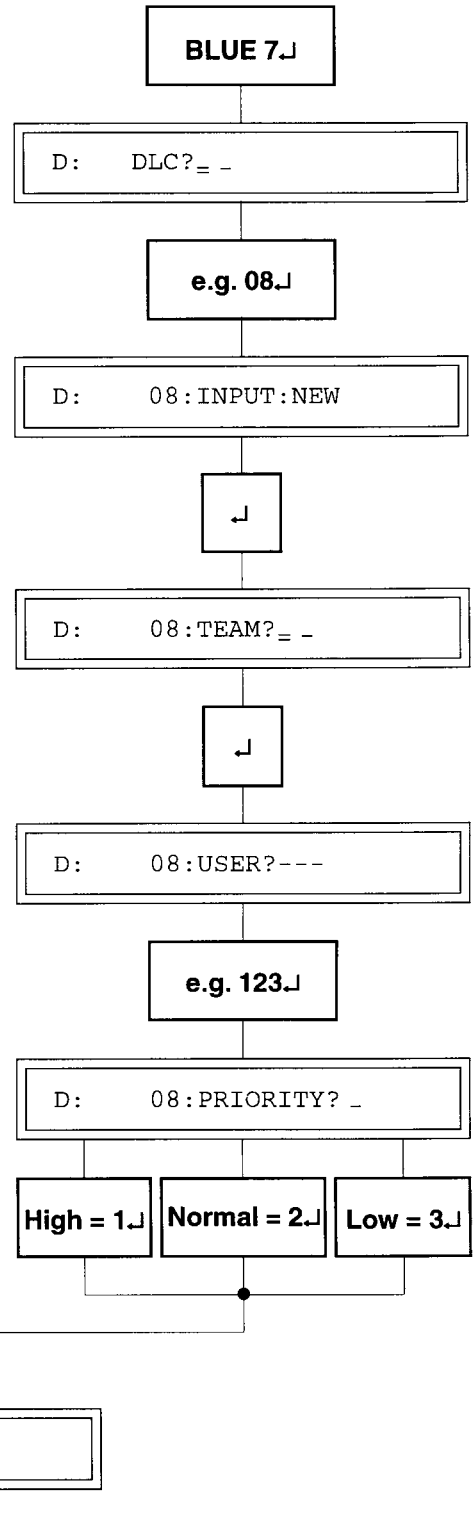 BLUE 7↵
D: DLC?_ _
e.g. 08↵
D: 08:INPUT:NEW
↵
D: 08:TEAM?_ _
↵
D: 08:USER?---
e.g. 123↵
D: 08:PRIORITY? _
High = 1↵ Normal = 2↵ Low = 3↵